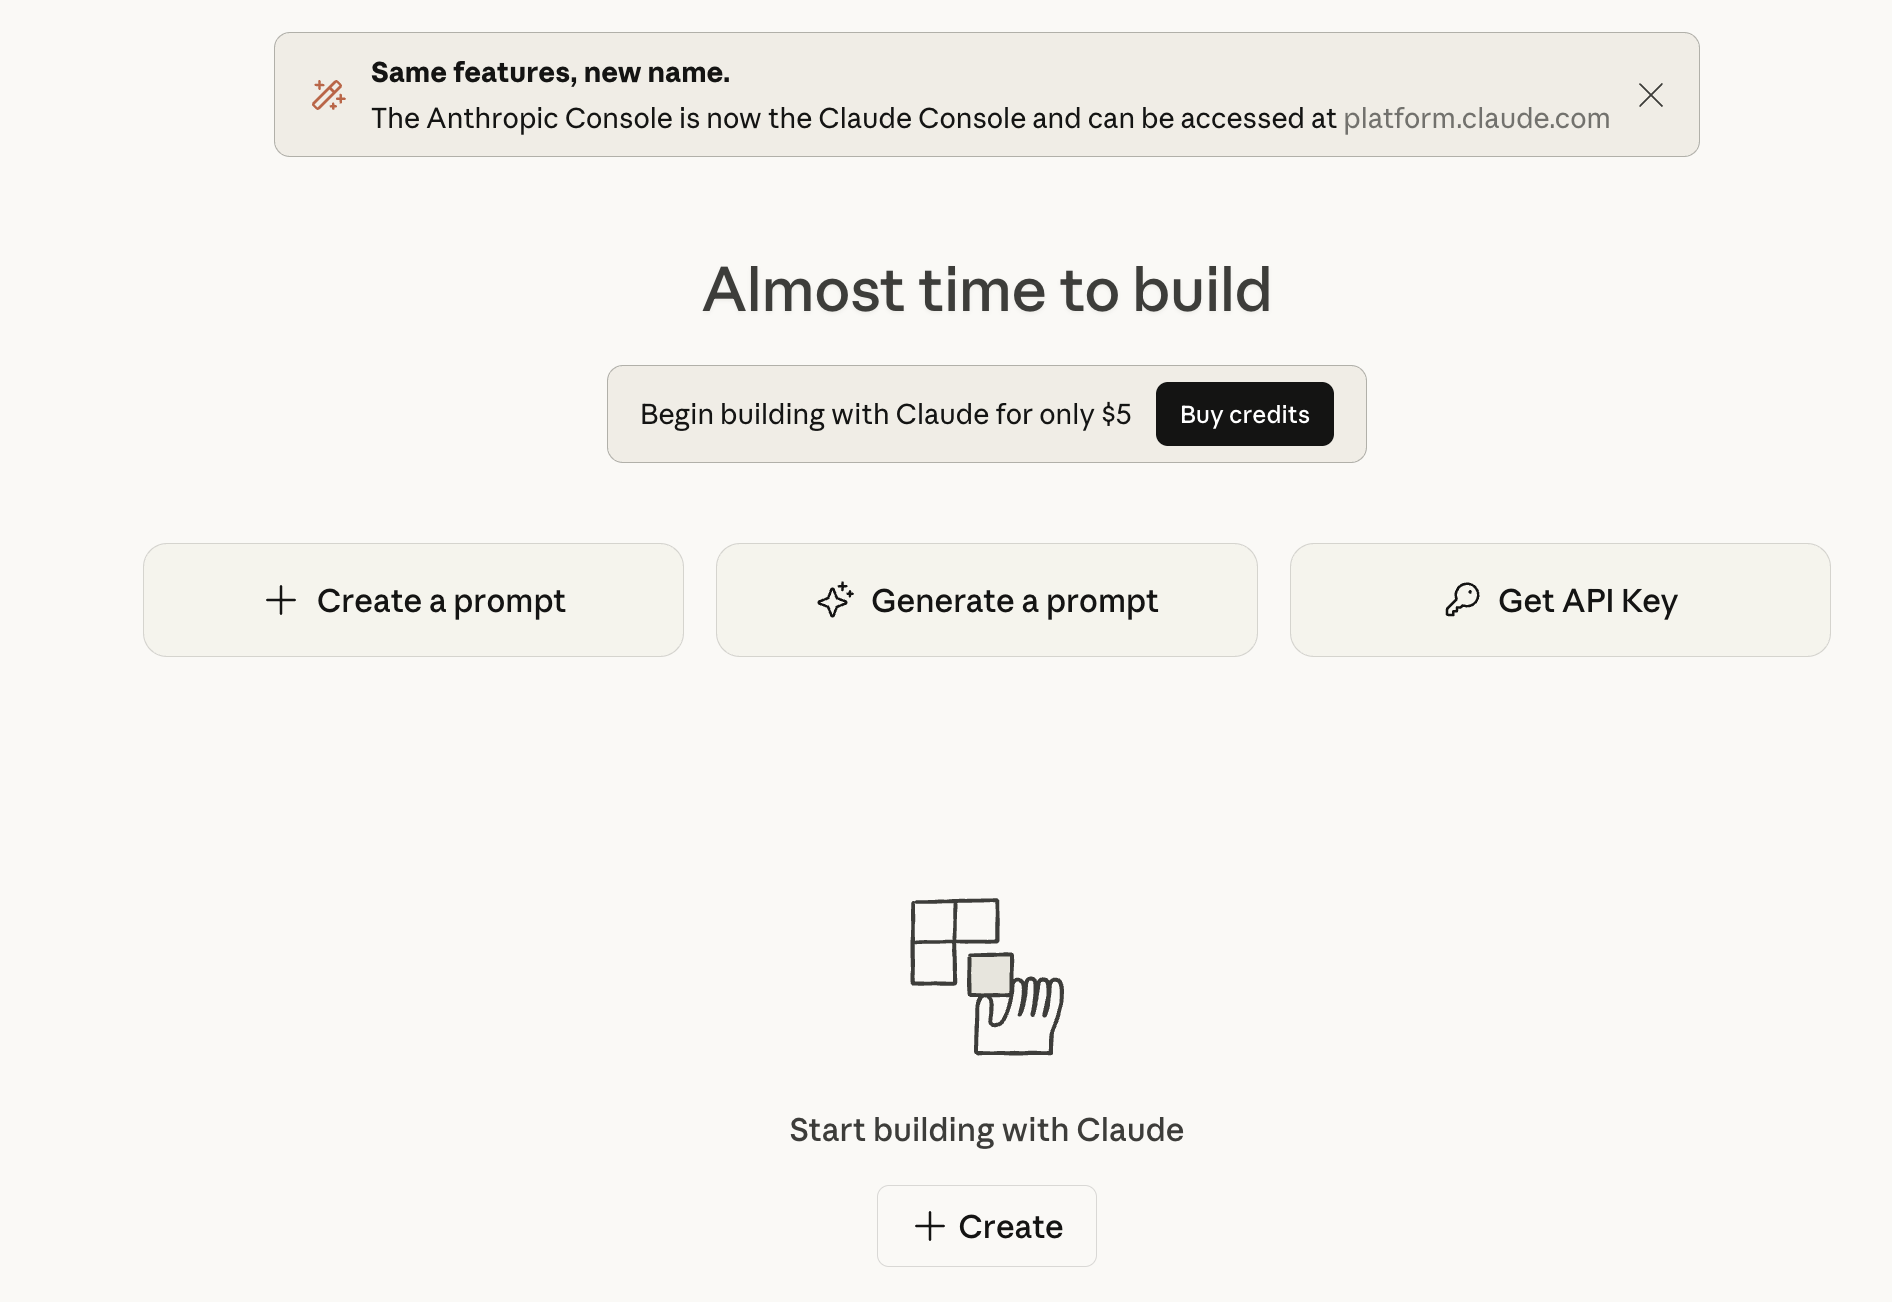 Same features, new name.
The Anthropic Console is now the Claude Console and can be accessed at platform.claude.com
Almost time to build
Begin building with Claude for only $5
Buy credits
Create a prompt
Generate a prompt
Get API Key
Start building with Claude
Create